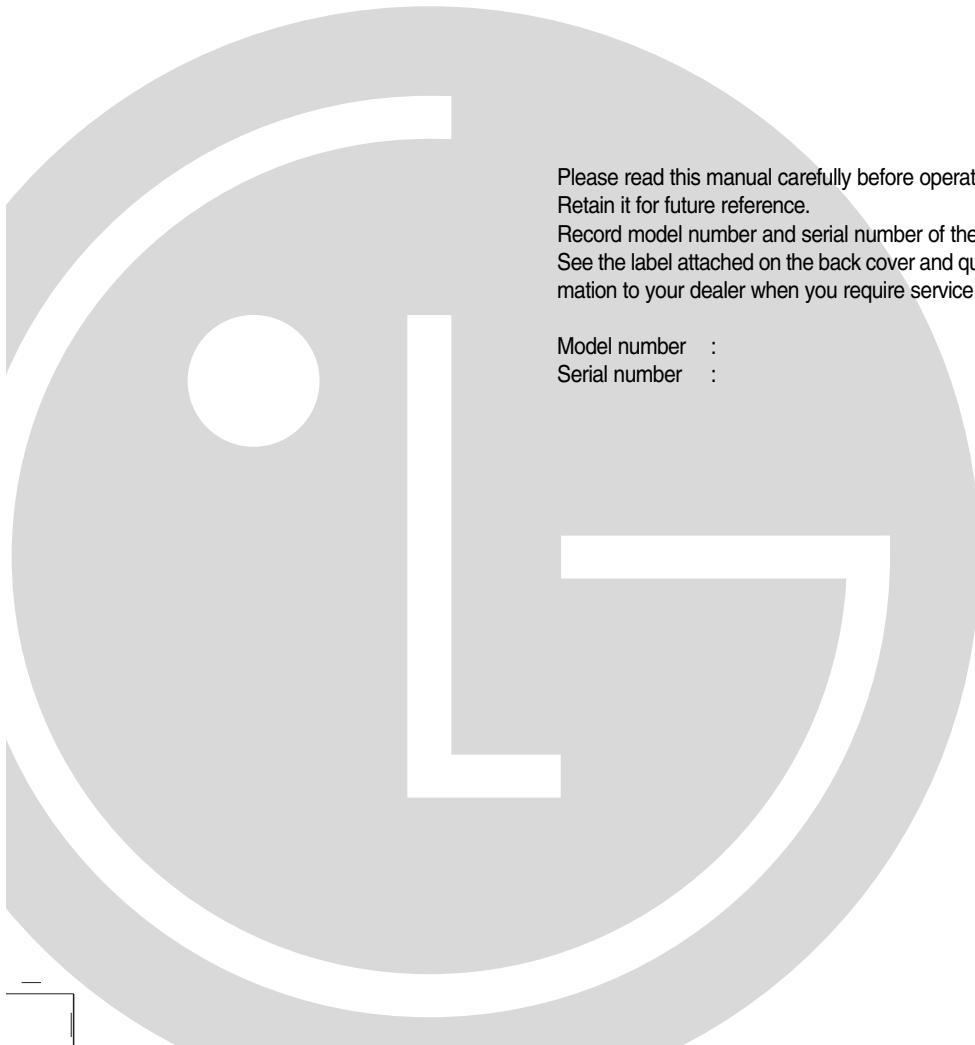 Please read this manual carefully before operat
Retain it for future reference.
Record model number and serial number of the
See the label attached on the back cover and qu
mation to your dealer when you require service
Model number :
Serial number :